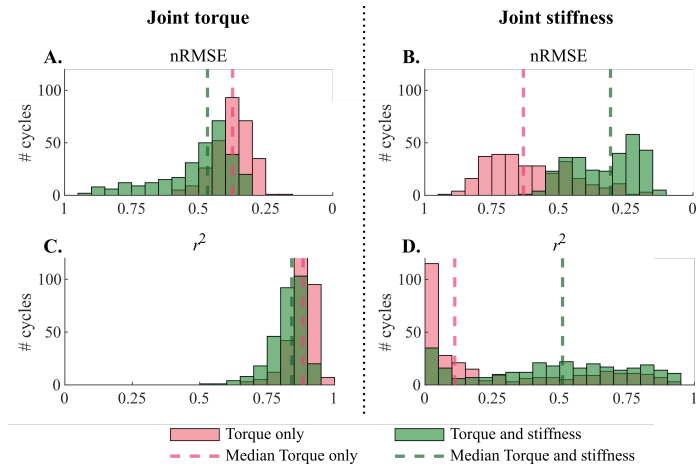 Joint torque
Joint stiffness
A.
nRMSE
# cycles
100
50
0
1
0.75
0.5
0.25
0
B.
nRMSE
# cycles
100
50
0
1
0.75
0.5
0.25
0
C.
r²
# cycles
100
50
0
0
0.25
0.5
0.75
1
D.
r²
# cycles
100
50
0
0
0.25
0.5
0.75
1
Torque only
Torque and stiffness
Median Torque only
Median Torque and stiffness